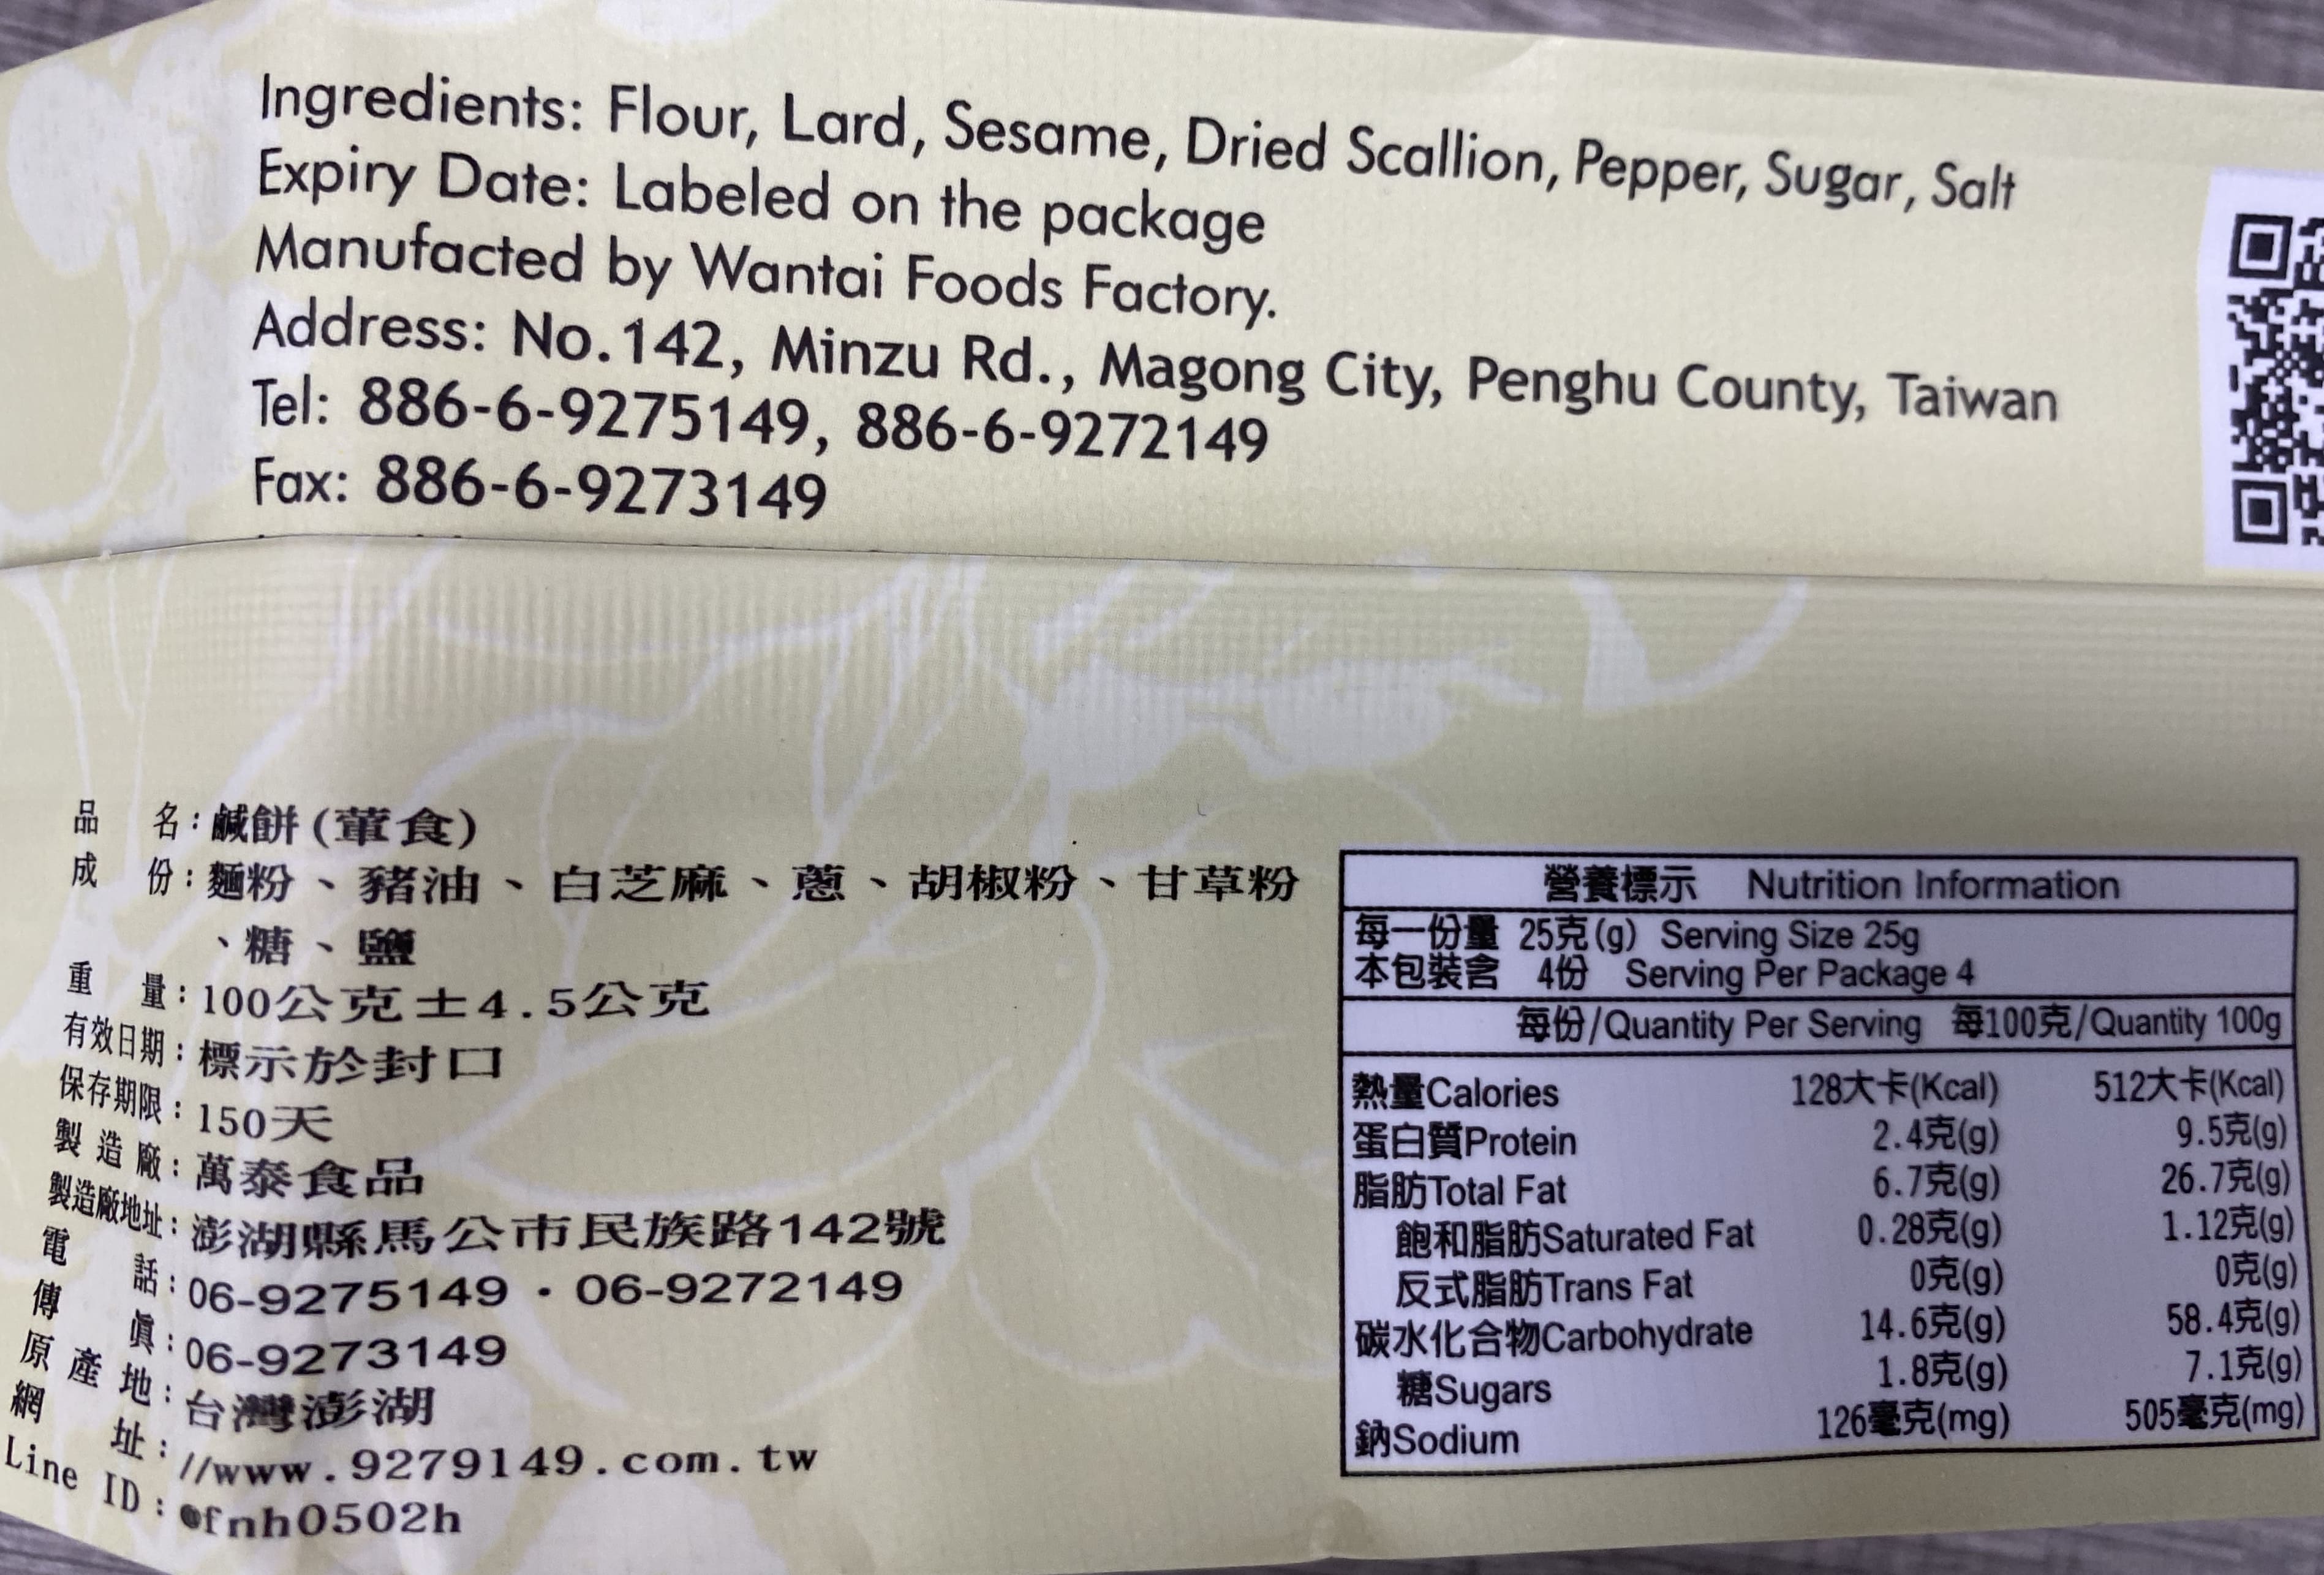 Ingredients: Flour, Lard, Sesame, Dried Scallion, Pepper, Sugar, Salt
Expiry Date: Labeled on the package
Manufacted by Wantai Foods Factory.
Address: No.142, Minzu Rd., Magong City, Penghu County, Taiwan
Tel: 886-6-9275149, 886-6-9272149
Fax: 886-6-9273149
品名：鹹餅(葷食)
成份：麵粉、豬油、白芝麻、蔥、胡椒粉、甘草粉
、糖、鹽
重量：100公克±4.5公克
有效日期：標示於封口
保存期限：150天
製造廠：萬泰食品
製造廠地址：澎湖縣馬公市民族路142號
電話：06-9275149・06-9272149
傳眞：06-9273149
原產地：台灣澎湖
網址：//www.9279149.com.tw
Line ID：@fnh0502h
營養標示 Nutrition Information
每一份量 25克(g) Serving Size 25g
本包裝含 4份 Serving Per Package 4
每份/Quantity Per Serving 每100克/Quantity 100g
熱量Calories 128大卡(Kcal) 512大卡(Kcal)
蛋白質Protein 2.4克(g) 9.5克(g)
脂肪Total Fat 6.7克(g) 26.7克(g)
飽和脂肪Saturated Fat 0.28克(g) 1.12克(g)
反式脂肪Trans Fat 0克(g) 0克(g)
碳水化合物Carbohydrate 14.6克(g) 58.4克(g)
糖Sugars 1.8克(g) 7.1克(g)
鈉Sodium 126毫克(mg) 505毫克(mg)